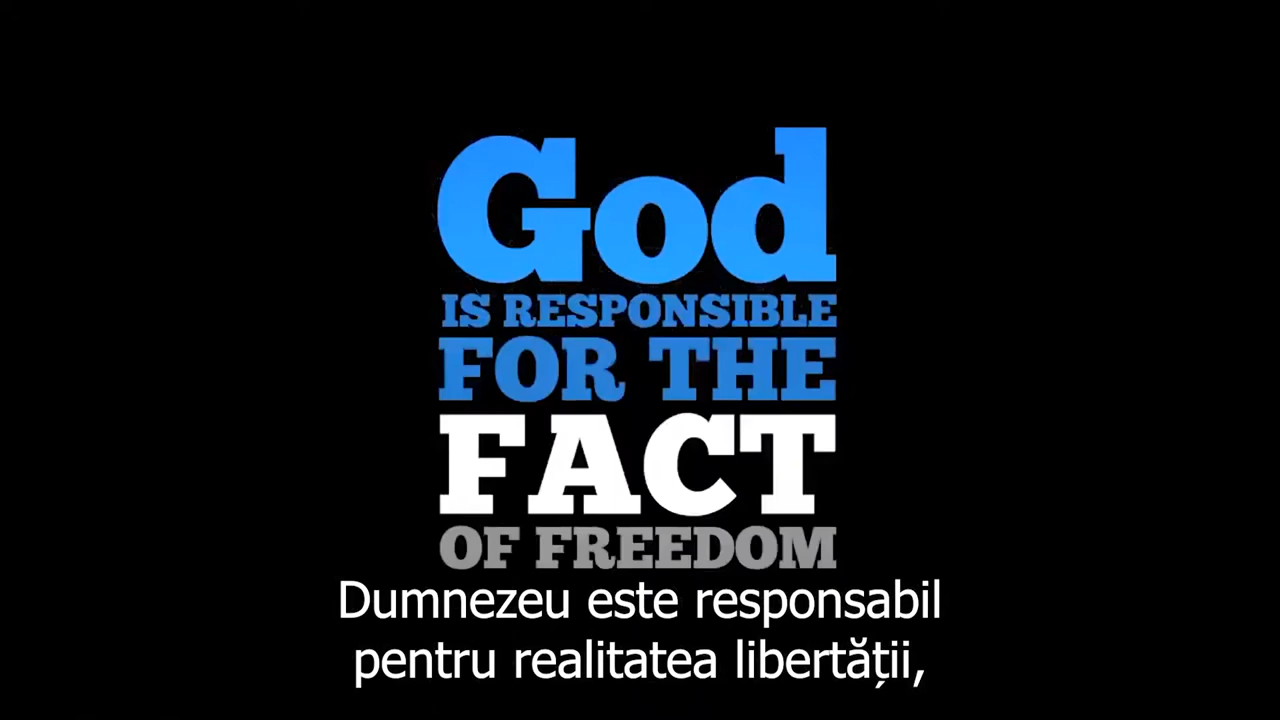 God
IS RESPONSIBLE
FOR THE
FACT
OF FREEDOM
Dumnezeu este responsabil
pentru realitatea libertății,